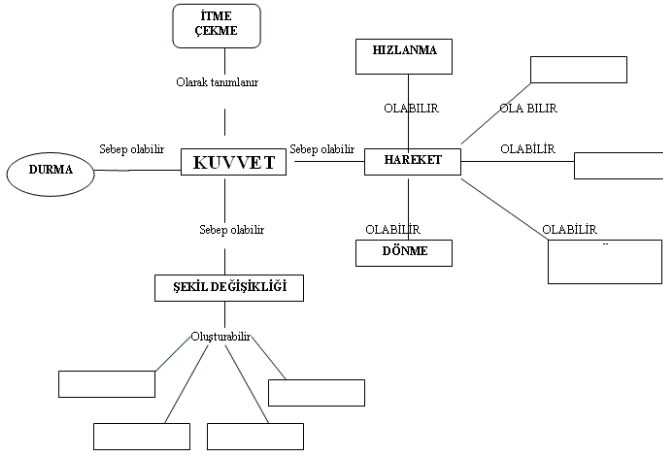 İTME
ÇEKME
Olarak tanımlanır
HIZLANMA
OLABILIR
OLA BILIR
DURMA
Sebep olabilir
KUVVET
Sebep olabilir
HAREKET
OLABİLİR
Sebep olabilir
OLABİLİR
OLABİLİR
DÖNME
ŞEKİL DEĞİŞİKLİĞİ
Oluşturabilir